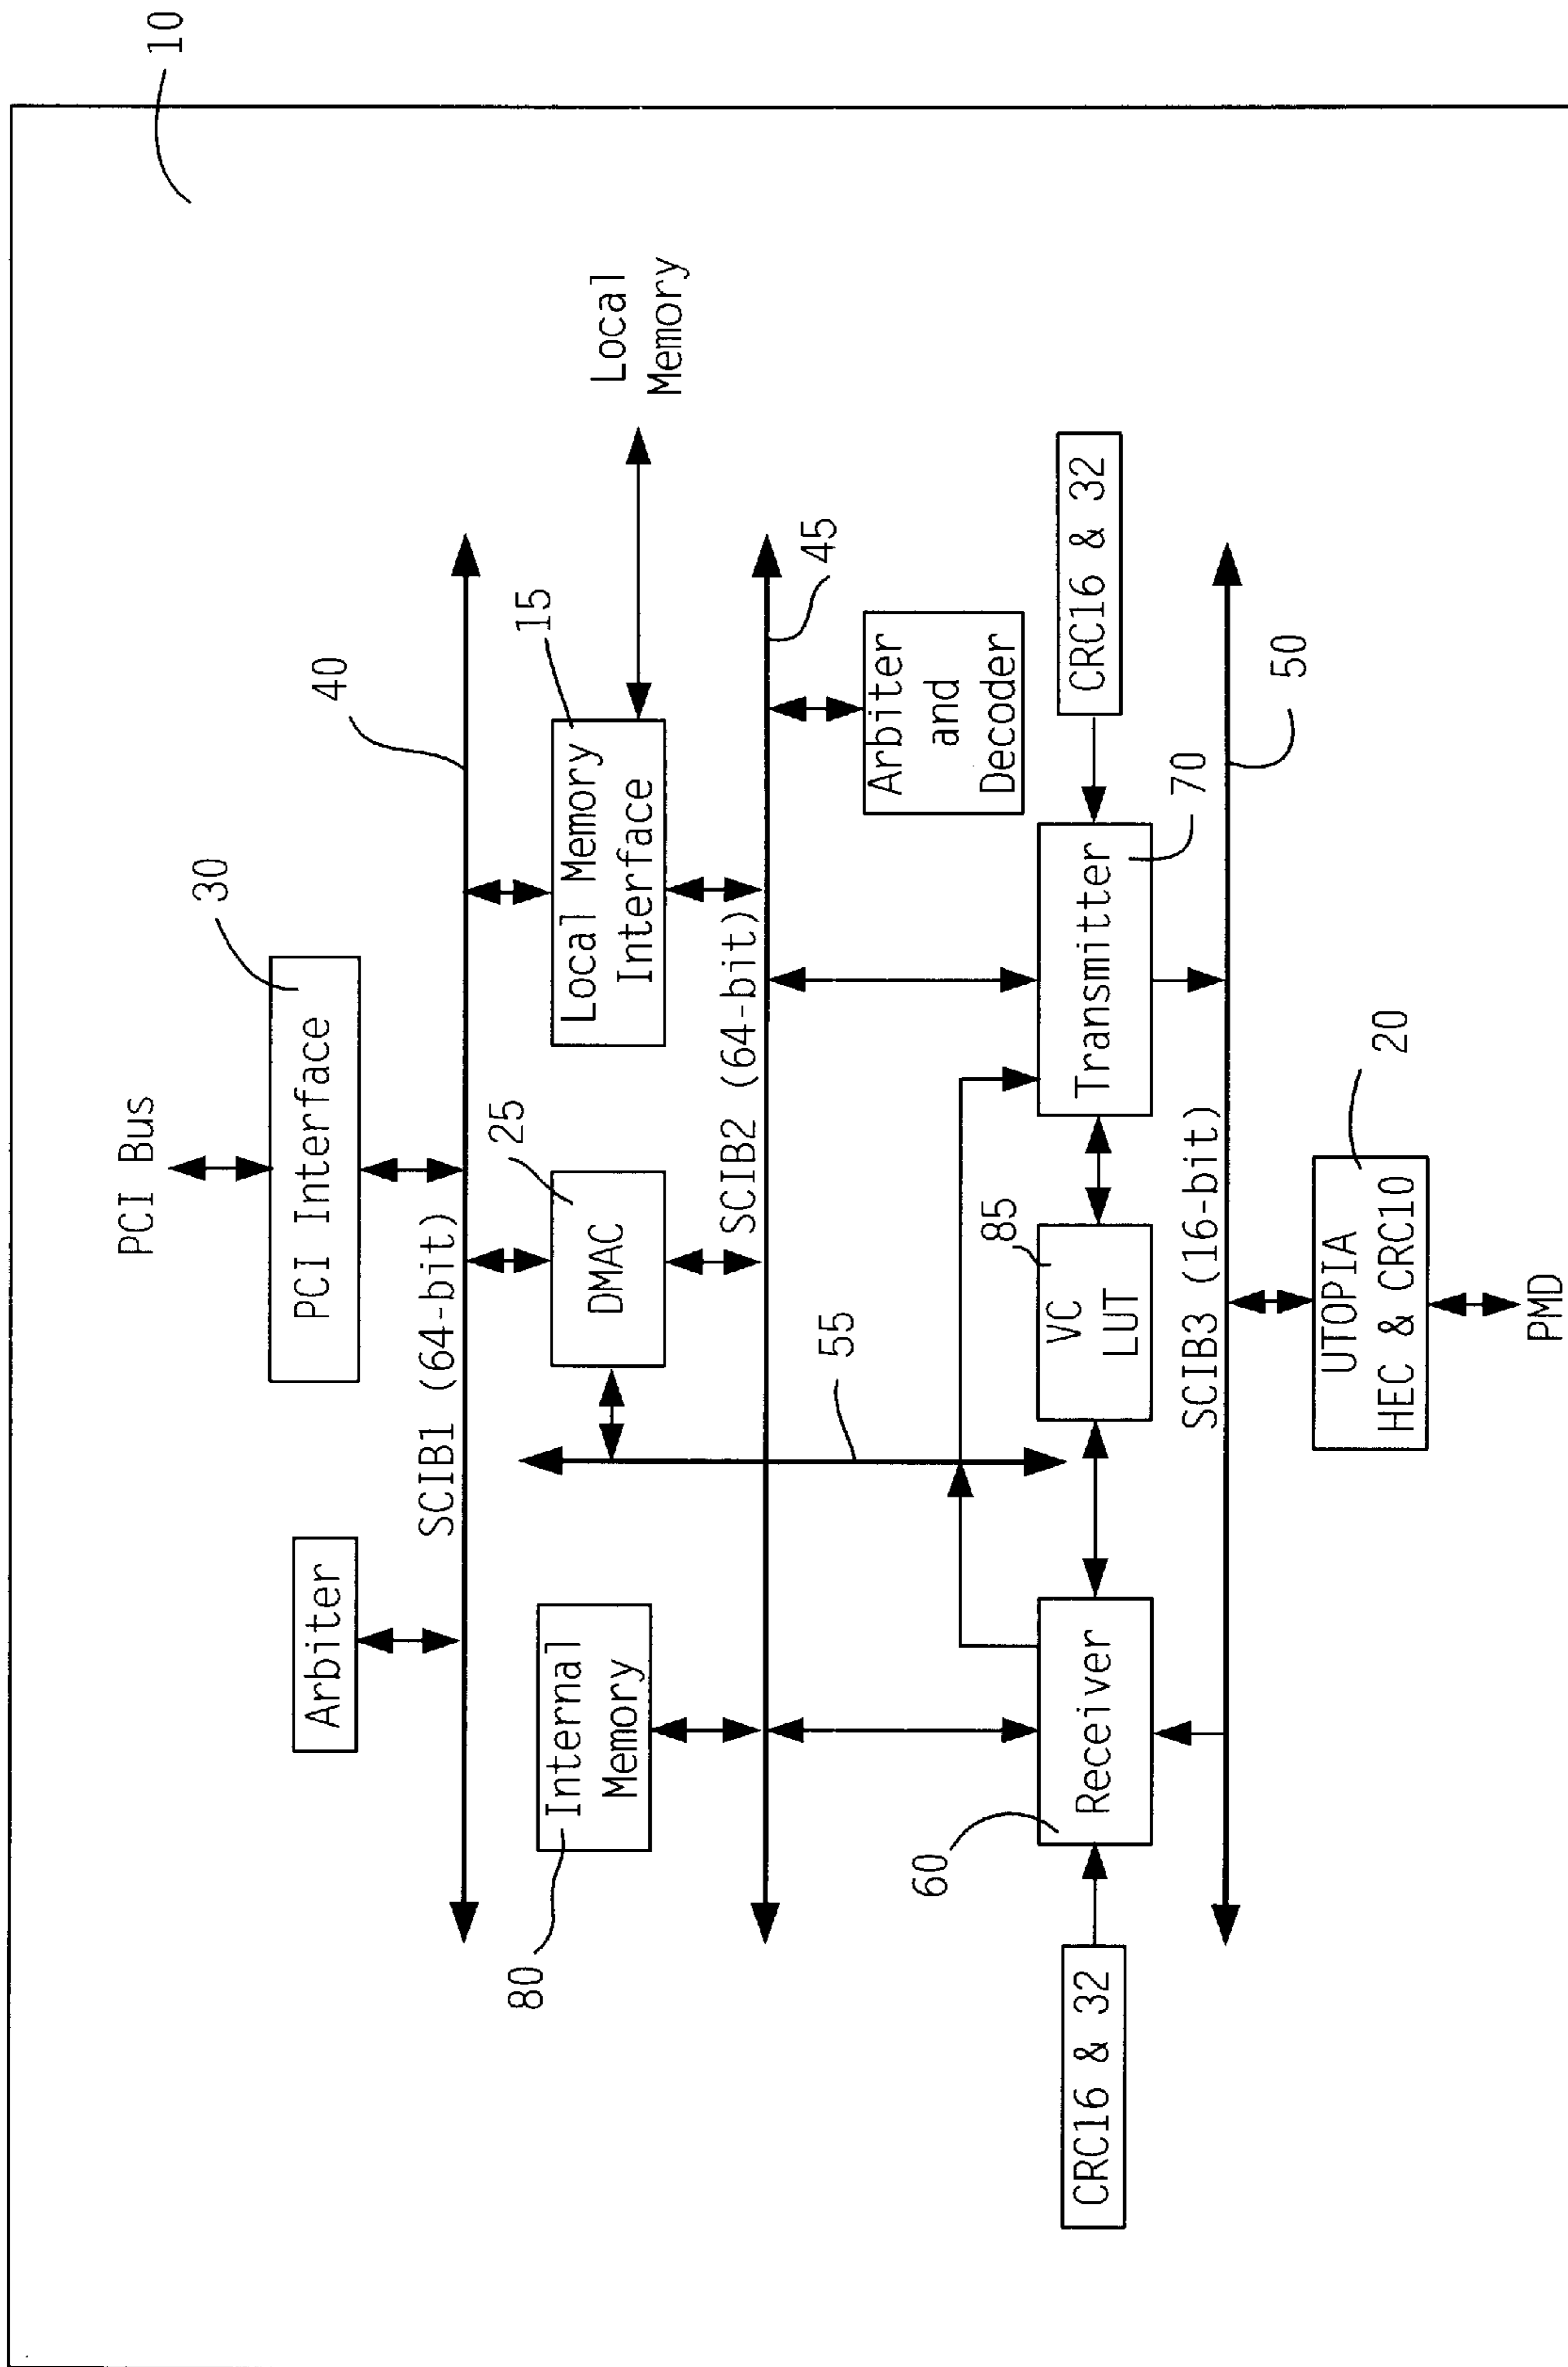 10
PCI Bus
PCI Interface
30
Arbiter
SCIB1 (64-bit)
40
80
Internal
Memory
DMAC
25
Local Memory
Interface
15
Local
Memory
SCIB2 (64-bit)
45
55
Arbiter
and
Decoder
60
CRC16 & 32
Receiver
VC
LUT
85
Transmitter
70
CRC16 & 32
SCIB3 (16-bit)
50
UTOPIA
HEC & CRC10
20
PMD